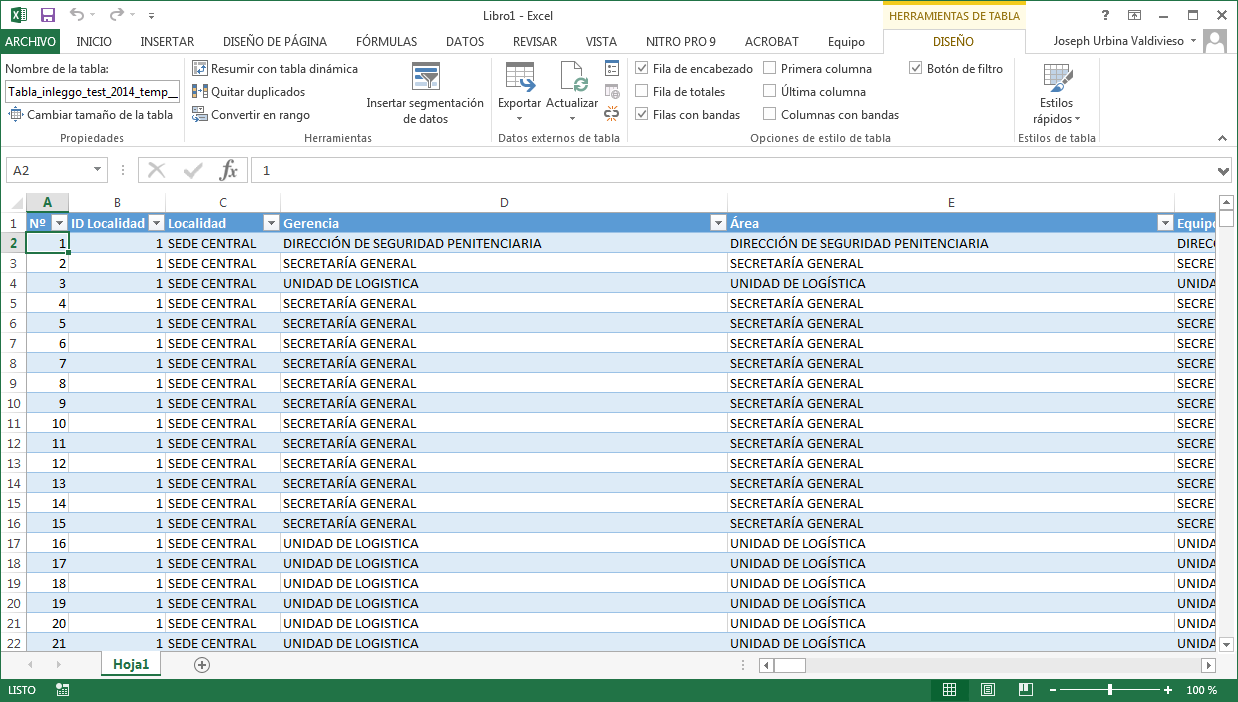 Libro1 - Excel
HERRAMIENTAS DE TABLA
ARCHIVO INICIO INSERTAR DISEÑO DE PÁGINA FÓRMULAS DATOS REVISAR VISTA NITRO PRO 9 ACROBAT Equipo DISEÑO Joseph Urbina Valdivieso
Nombre de la tabla:
Tabla_inleggo_test_2014_temp__
Cambiar tamaño de la tabla
Propiedades
Resumir con tabla dinámica
Quitar duplicados
Convertir en rango
Insertar segmentación
de datos
Herramientas
Exportar Actualizar
Datos externos de tabla
Fila de encabezado Primera columna Botón de filtro
Fila de totales Última columna
Filas con bandas Columnas con bandas
Opciones de estilo de tabla
Estilos
rápidos
Estilos de tabla
A2 fx 1
A B C D E
1 Nº ID Localidad Localidad Gerencia Área Equipo
2 1 1 SEDE CENTRAL DIRECCIÓN DE SEGURIDAD PENITENCIARIA DIRECCIÓN DE SEGURIDAD PENITENCIARIA DIREC
3 2 1 SEDE CENTRAL SECRETARÍA GENERAL SECRETARÍA GENERAL SECRE
4 3 1 SEDE CENTRAL UNIDAD DE LOGISTICA UNIDAD DE LOGÍSTICA UNIDA
5 4 1 SEDE CENTRAL SECRETARÍA GENERAL SECRETARÍA GENERAL SECRE
6 5 1 SEDE CENTRAL SECRETARÍA GENERAL SECRETARÍA GENERAL SECRE
7 6 1 SEDE CENTRAL SECRETARÍA GENERAL SECRETARÍA GENERAL SECRE
8 7 1 SEDE CENTRAL SECRETARÍA GENERAL SECRETARÍA GENERAL SECRE
9 8 1 SEDE CENTRAL SECRETARÍA GENERAL SECRETARÍA GENERAL SECRE
10 9 1 SEDE CENTRAL SECRETARÍA GENERAL SECRETARÍA GENERAL SECRE
11 10 1 SEDE CENTRAL SECRETARÍA GENERAL SECRETARÍA GENERAL SECRE
12 11 1 SEDE CENTRAL SECRETARÍA GENERAL SECRETARÍA GENERAL SECRE
13 12 1 SEDE CENTRAL SECRETARÍA GENERAL SECRETARÍA GENERAL SECRE
14 13 1 SEDE CENTRAL SECRETARÍA GENERAL SECRETARÍA GENERAL SECRE
15 14 1 SEDE CENTRAL SECRETARÍA GENERAL SECRETARÍA GENERAL SECRE
16 15 1 SEDE CENTRAL SECRETARÍA GENERAL SECRETARÍA GENERAL SECRE
17 16 1 SEDE CENTRAL UNIDAD DE LOGISTICA UNIDAD DE LOGÍSTICA UNIDA
18 17 1 SEDE CENTRAL UNIDAD DE LOGISTICA UNIDAD DE LOGÍSTICA UNIDA
19 18 1 SEDE CENTRAL UNIDAD DE LOGISTICA UNIDAD DE LOGÍSTICA UNIDA
20 19 1 SEDE CENTRAL UNIDAD DE LOGISTICA UNIDAD DE LOGÍSTICA UNIDA
21 20 1 SEDE CENTRAL UNIDAD DE LOGISTICA UNIDAD DE LOGÍSTICA UNIDA
22 21 1 SEDE CENTRAL UNIDAD DE LOGISTICA UNIDAD DE LOGÍSTICA UNIDA
Hoja1
LISTO 100 %